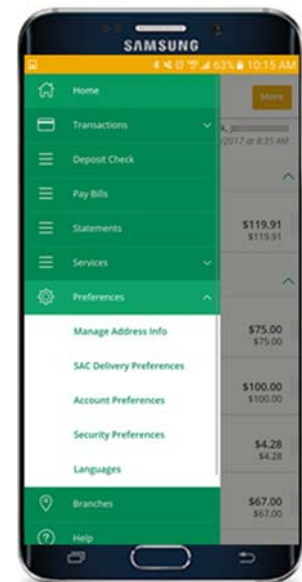 SAMSUNG
63% 10:15 AM
Home
More
Transactions
/2017 at 8:35 AM
Deposit Check
Pay Bills
Statements
$119.91
$119.91
Services
Preferences
Manage Address Info
$75.00
$75.00
SAC Delivery Preferences
$100.00
$100.00
Account Preferences
Security Preferences
$4.28
$4.28
Languages
Branches
$67.00
$67.00
Help